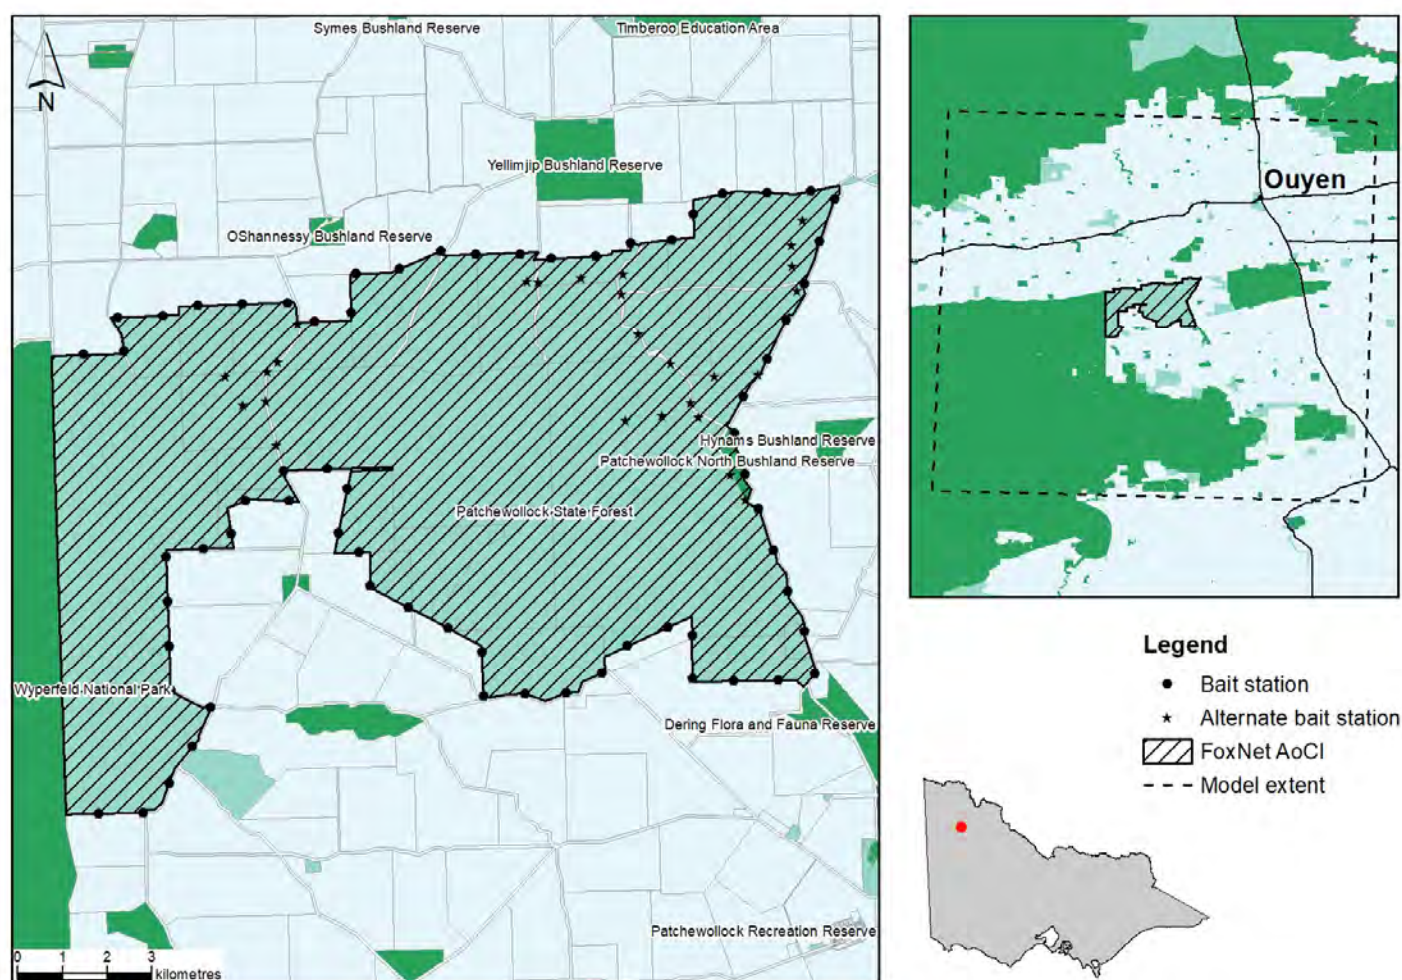 Symes Bushland Reserve
Timberoo Education Area
N
Yellimjip Bushland Reserve
OShannessy Bushland Reserve
Hynams Bushland Reserve
Patchewollock North Bushland Reserve
Patchewollock State Forest
Wyperfeld National Park
Dering Flora and Fauna Reserve
Patchewollock Recreation Reserve
0 1 2 3
kilometres
Ouyen
Legend
Bait station
Alternate bait station
FoxNet AoCI
Model extent